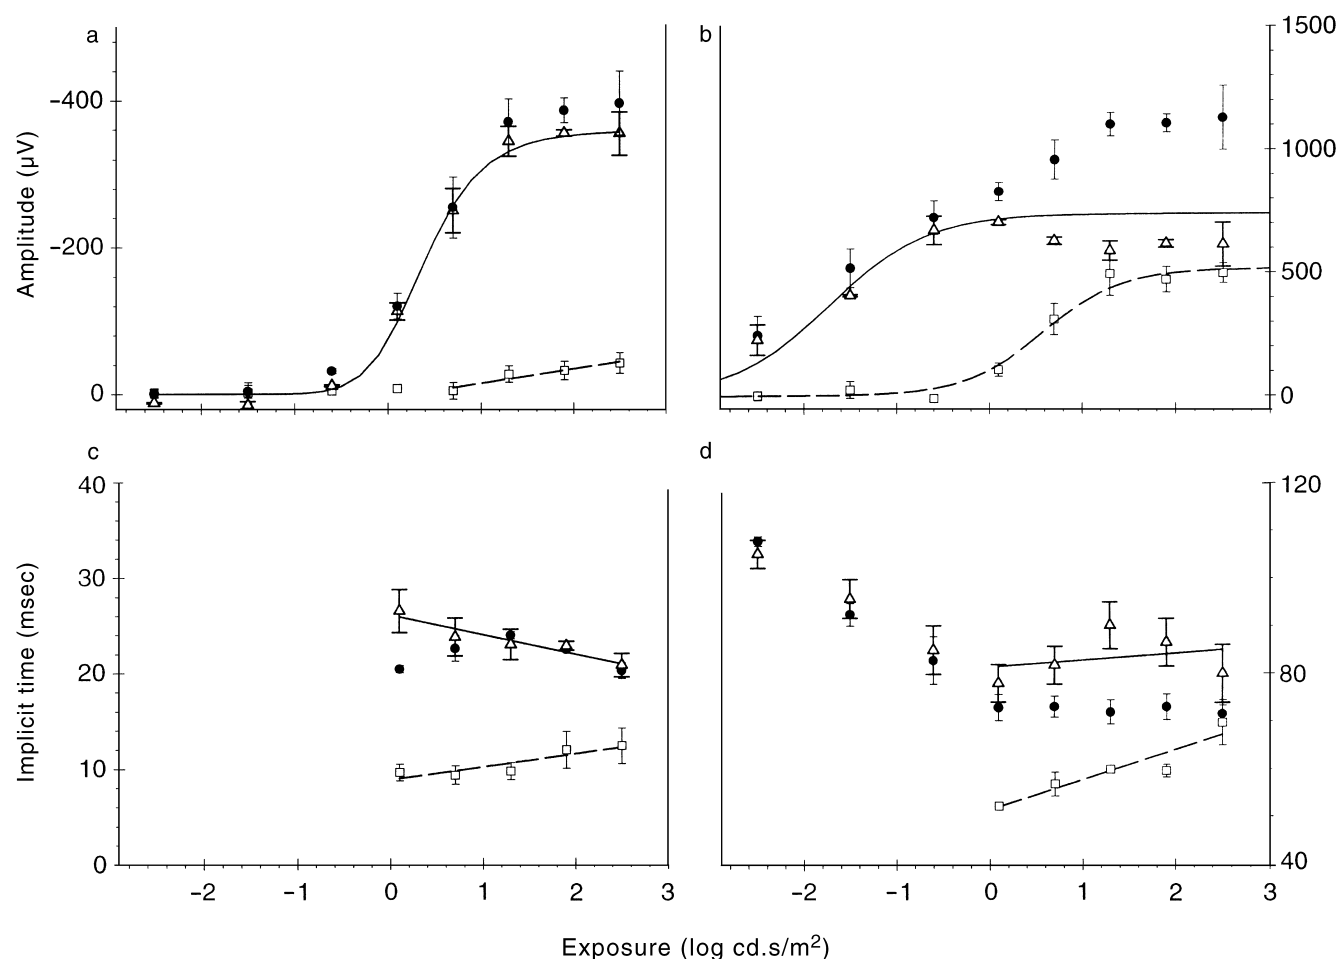 a
b
1500
−400
−200
0
Amplitude (μV)
1000
500
0
c
d
40
30
20
10
0
Implicit time (msec)
120
80
40
−2 −1 0 1 2 3
−2 −1 0 1 2 3
Exposure (log cd.s/m²)